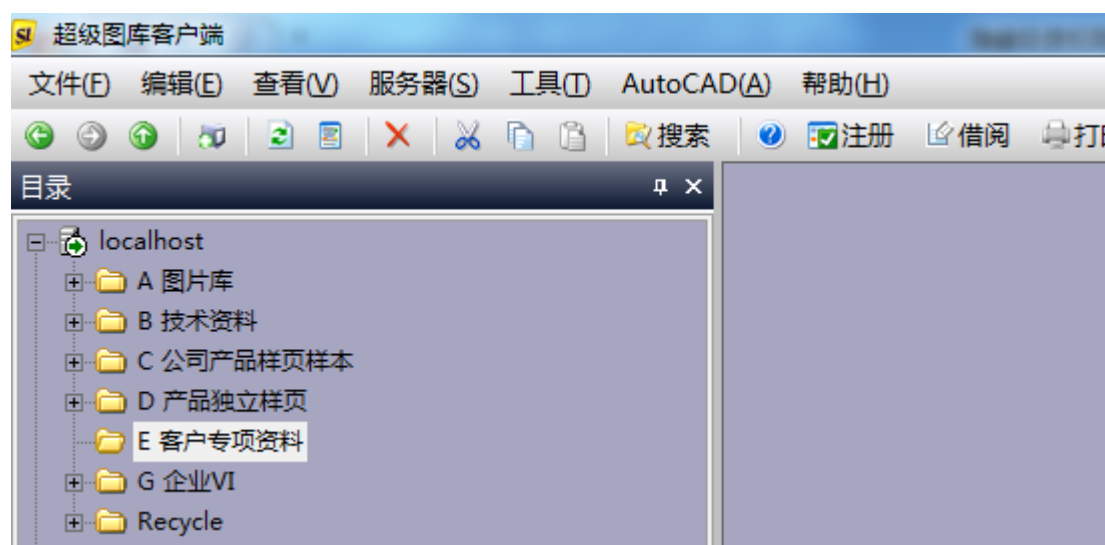 SL 超级图库客户端
文件(F) 编辑(E) 查看(V) 服务器(S) 工具(T) AutoCAD(A) 帮助(H)
搜索 注册 借阅 打
目录
localhost
A 图片库
B 技术资料
C 公司产品样页样本
D 产品独立样页
E 客户专项资料
G 企业VI
Recycle